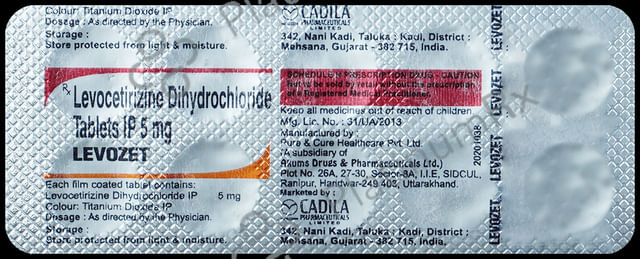 Colour: Titanium Dioxide IP
Dosage : As directed by the Physician.
Storage :
Store protected from light & moisture.
Rx Levocetirizine Dihydrochloride
Tablets IP 5 mg
LEVOZET
Each film coated tablet contains:
Levocetirizine Dihydrochloride IP 5 mg
Colour: Titanium Dioxide IP
Dosage : As directed by the Physician.
Storage :
Store protected from light & moisture.
CADILA
PHARMACEUTICALS
LIMITED
342, Nani Kadi, Taluka : Kadi, District :
Mehsana, Gujarat - 382 715, India.
SCHEDULE H PRESCRIPTION DRUG - CAUTION
Not to be sold by retail without the prescription
of a Registered Medical Practitioner.
Keep all medicines out of reach of children
Mfg. Lic. No. : 31/UA/2013
Manufactured by :
Pure & Cure Healthcare Pvt. Ltd.
(A subsidiary of
Akums Drugs & Pharmaceuticals Ltd.)
Plot No. 26A, 27-30, Sector-8A, I.I.E, SIDCUL,
Ranipur, Haridwar-249 403, Uttarakhand.
Marketed by :
CADILA
PHARMACEUTICALS
LIMITED
342, Nani Kadi, Taluka : Kadi, District :
Mehsana, Gujarat - 382 715, India.
LEVOZET
LEVOZET
LEVOZET